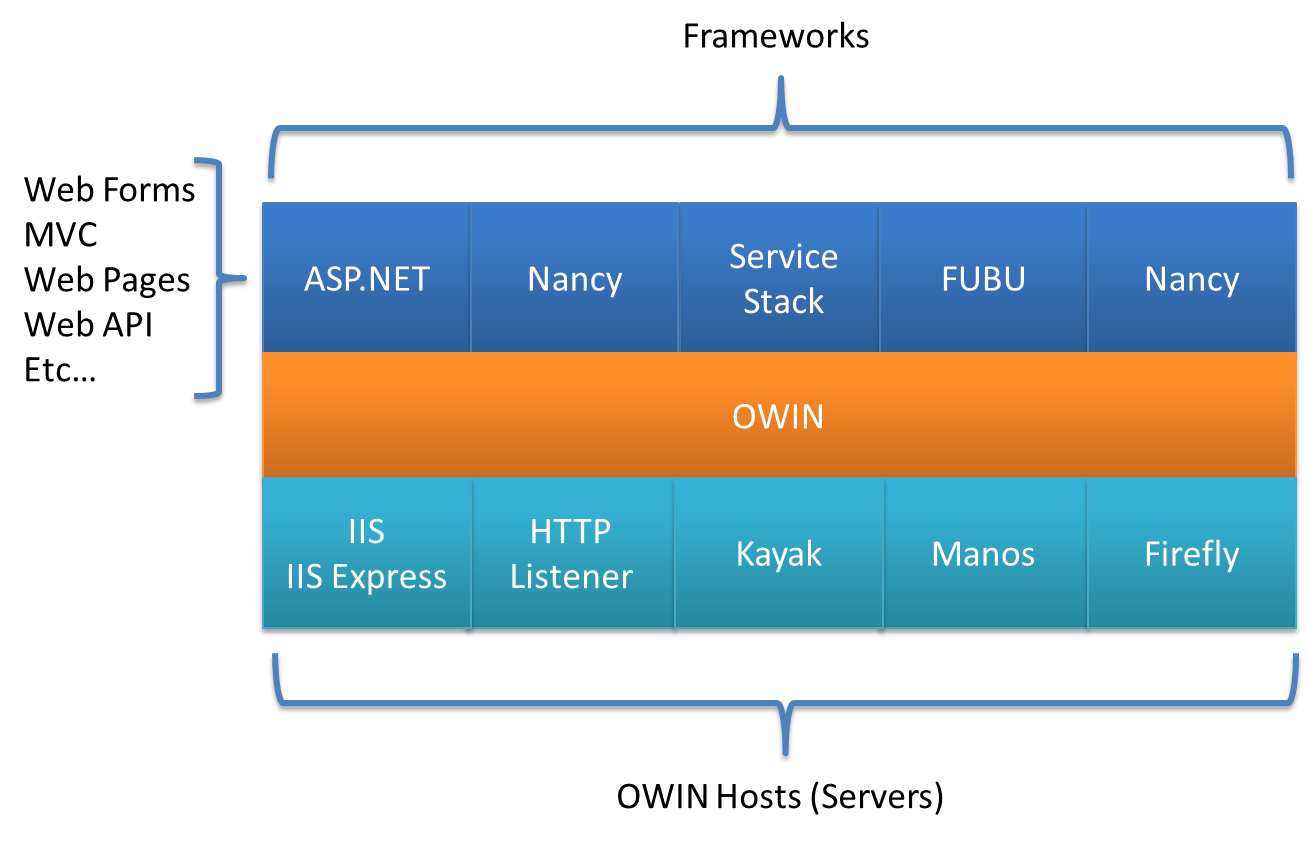 Frameworks
Web Forms
MVC
Web Pages
Web API
Etc...
ASP.NET
Nancy
Service
Stack
FUBU
Nancy
OWIN
IIS
IIS Express
HTTP
Listener
Kayak
Manos
Firefly
OWIN Hosts (Servers)